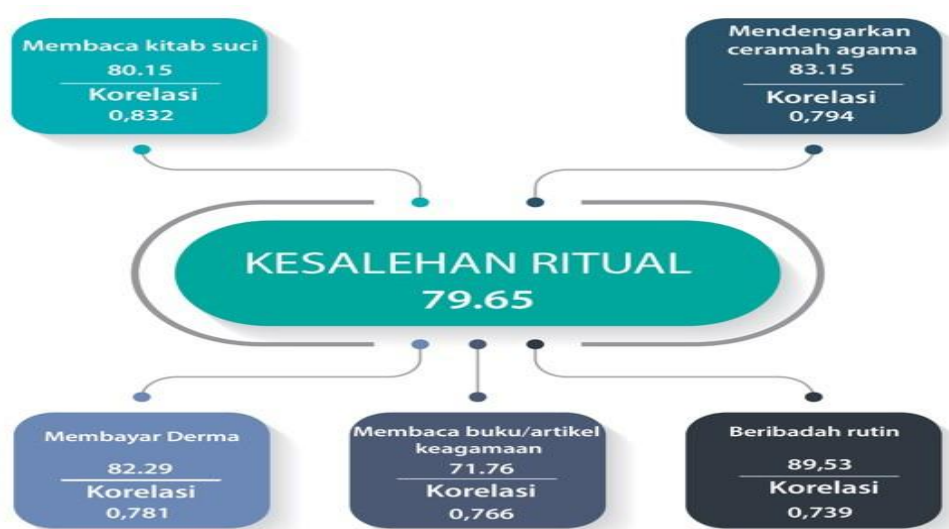 Membaca kitab suci
80.15
Korelasi
0,832
Mendengarkan
ceramah agama
83.15
Korelasi
0,794
KESALEHAN RITUAL
79.65
Membayar Derma
82.29
Korelasi
0,781
Membaca buku/artikel
keagamaan
71.76
Korelasi
0,766
Beribadah rutin
89,53
Korelasi
0,739